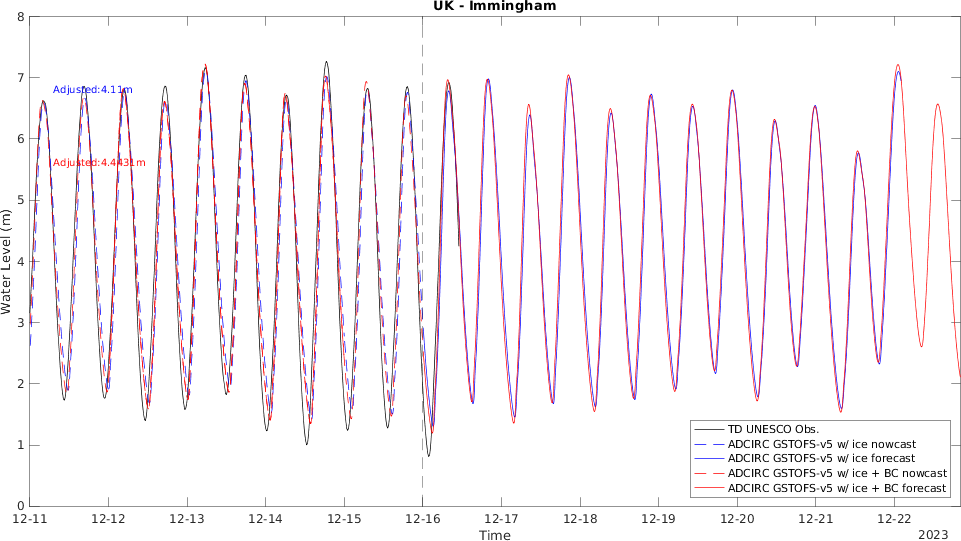 UK - Immingham
8
7
6
5
4
3
2
1
0
Water Level (m)
Adjusted:4.11m
Adjusted:4.4431m
TD UNESCO Obs.
ADCIRC GSTOFS-v5 w/ ice nowcast
ADCIRC GSTOFS-v5 w/ ice forecast
ADCIRC GSTOFS-v5 w/ ice + BC nowcast
ADCIRC GSTOFS-v5 w/ ice + BC forecast
12-11 12-12 12-13 12-14 12-15 12-16 12-17 12-18 12-19 12-20 12-21 12-22
Time
2023